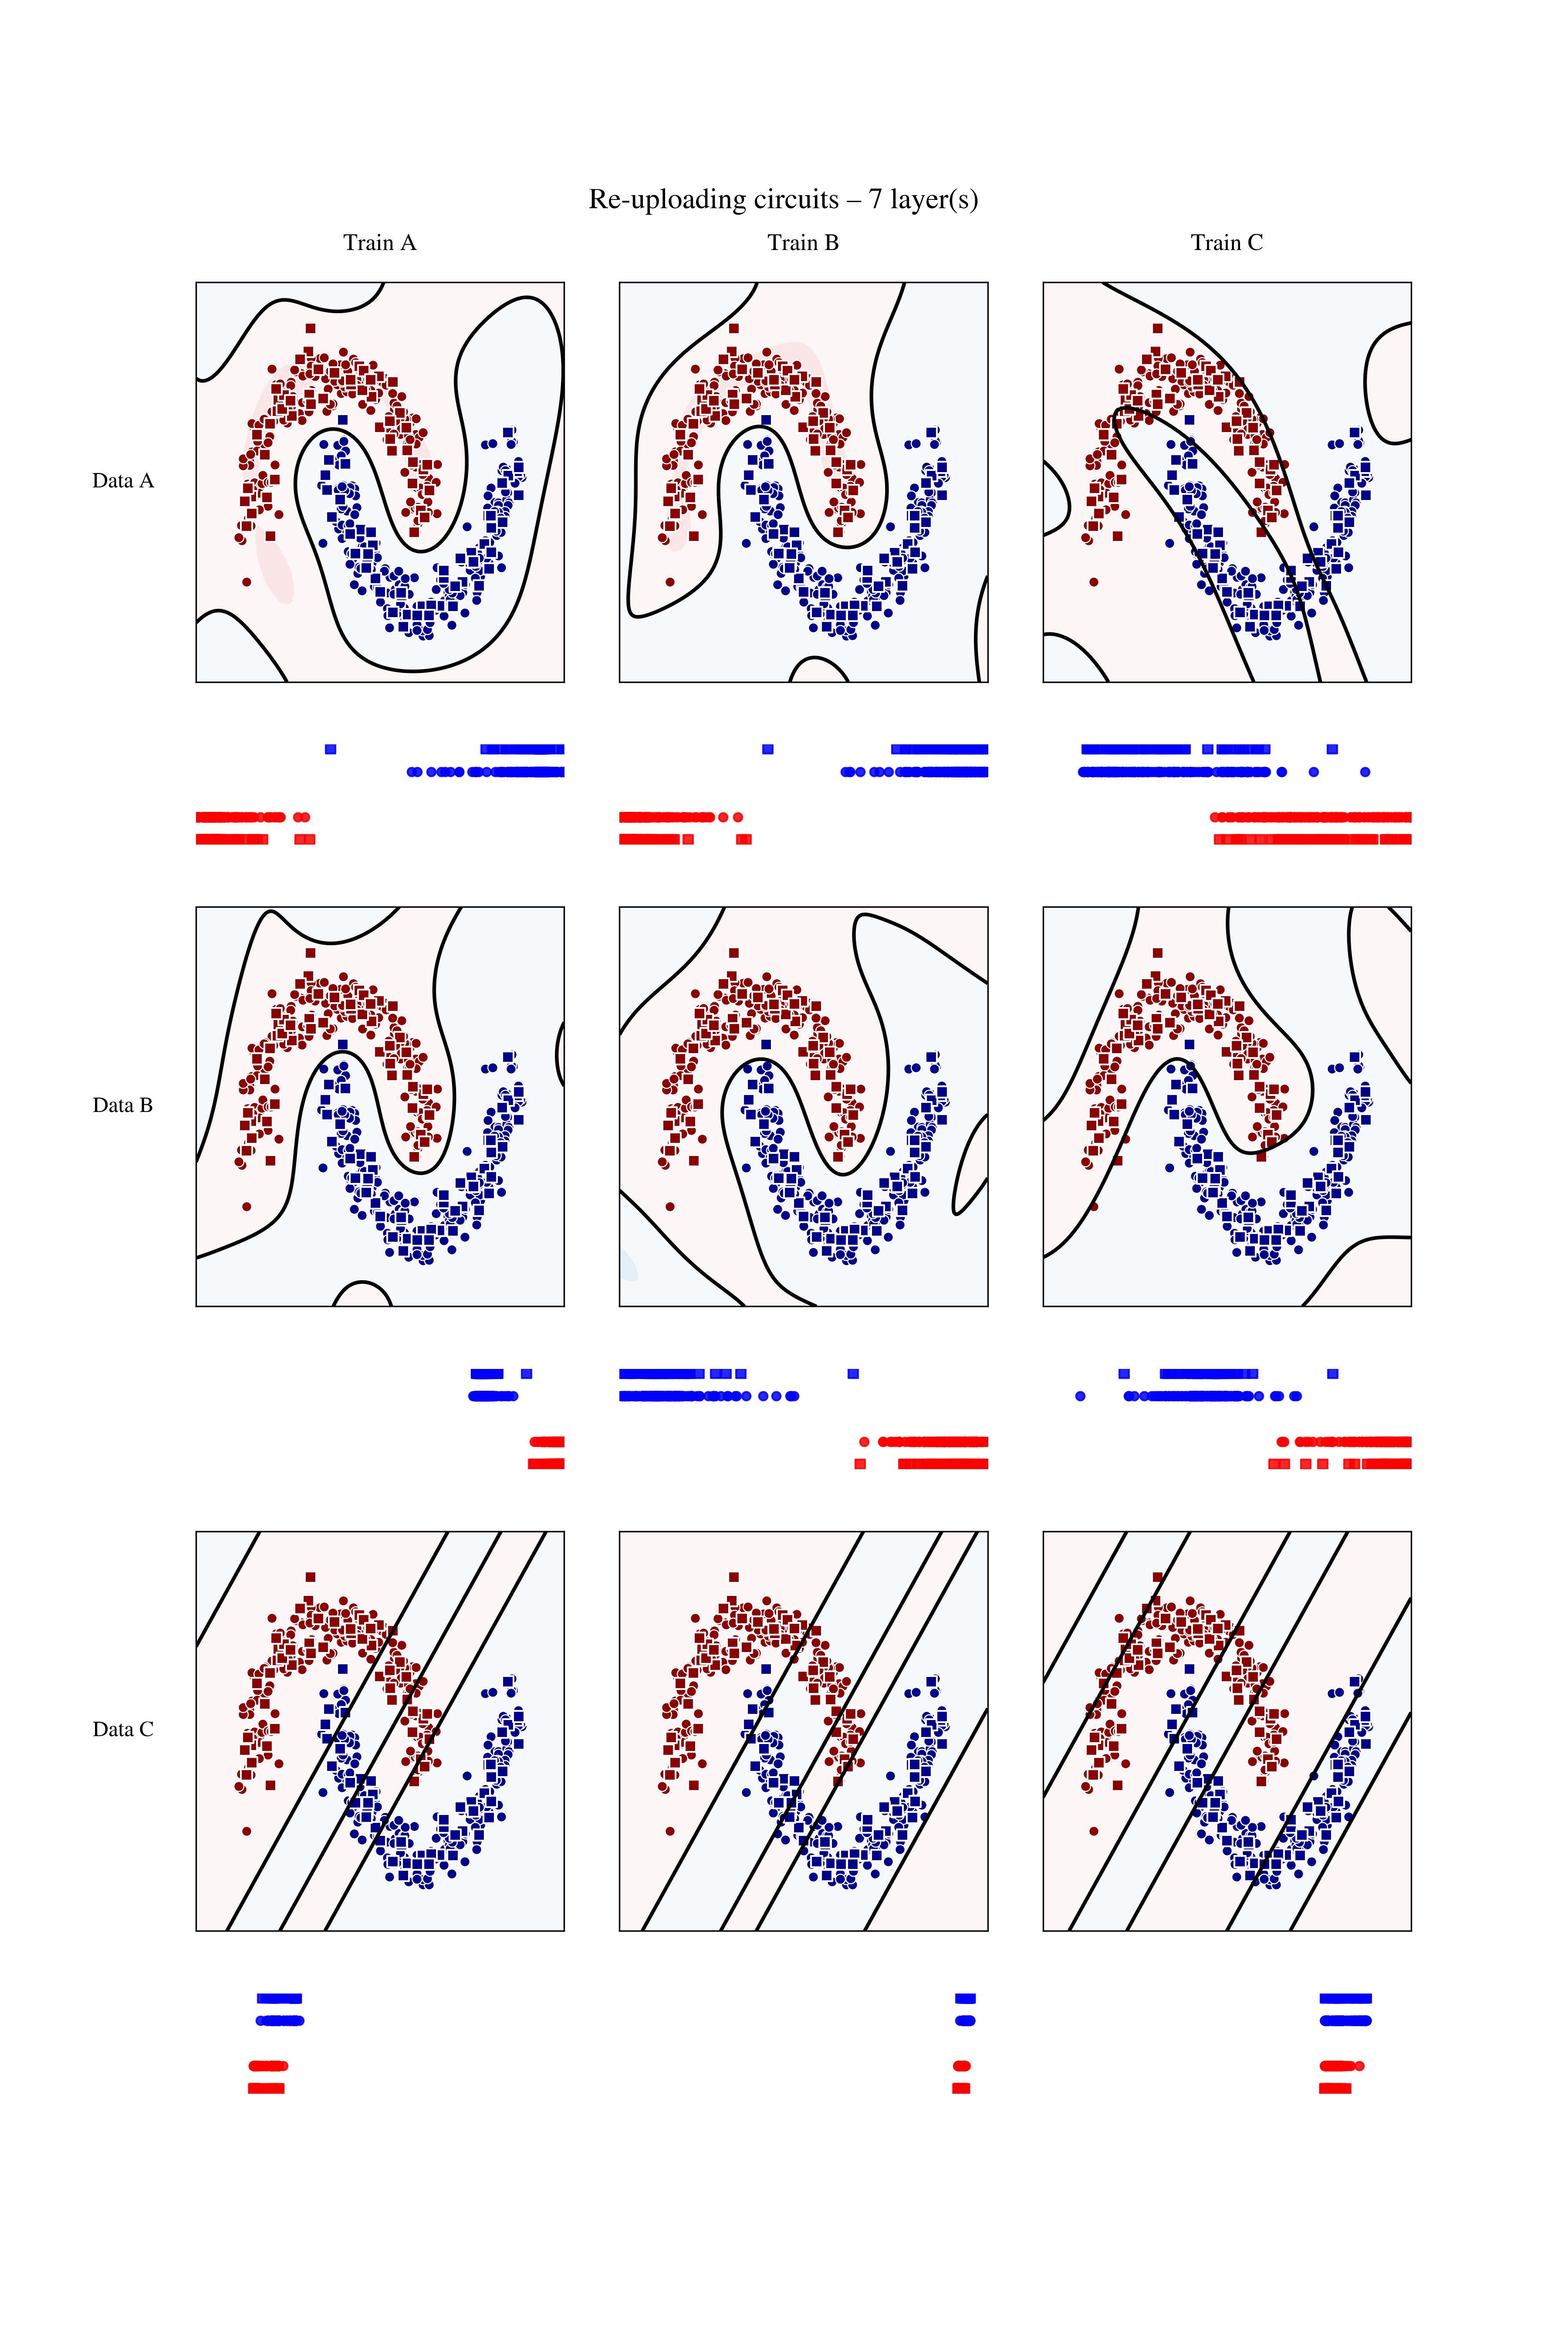 Re-uploading circuits – 7 layer(s)
Train A
Train B
Train C
Data A
Data B
Data C